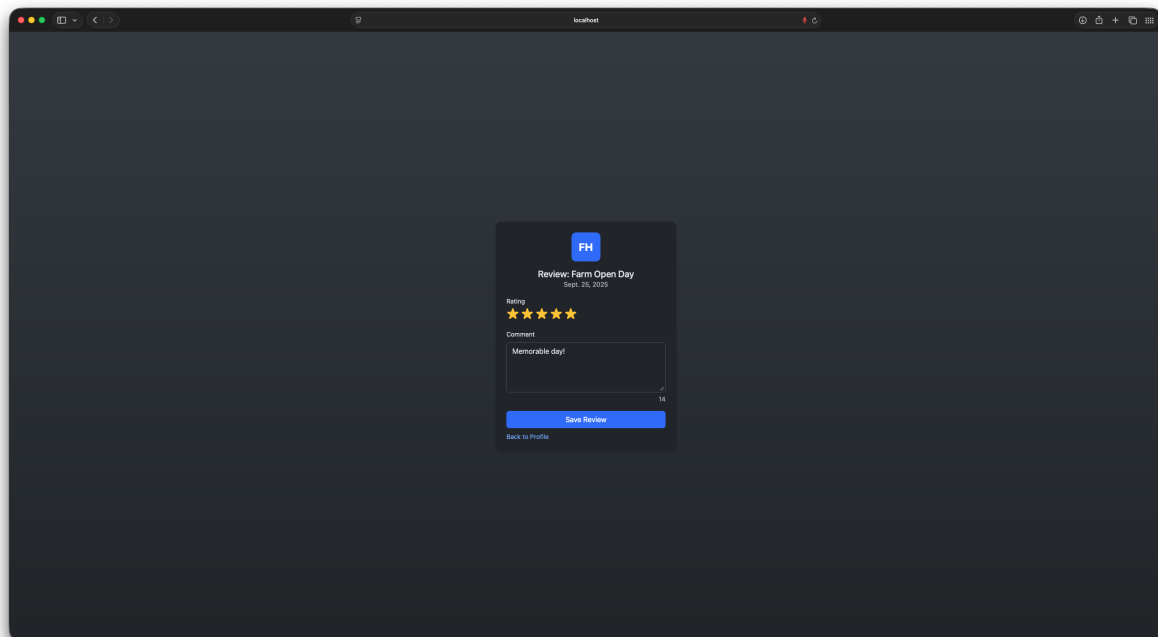 localhost
FH
Review: Farm Open Day
Sept. 25, 2025
Rating
Comment
Memorable day!
14
Save Review
Back to Profile